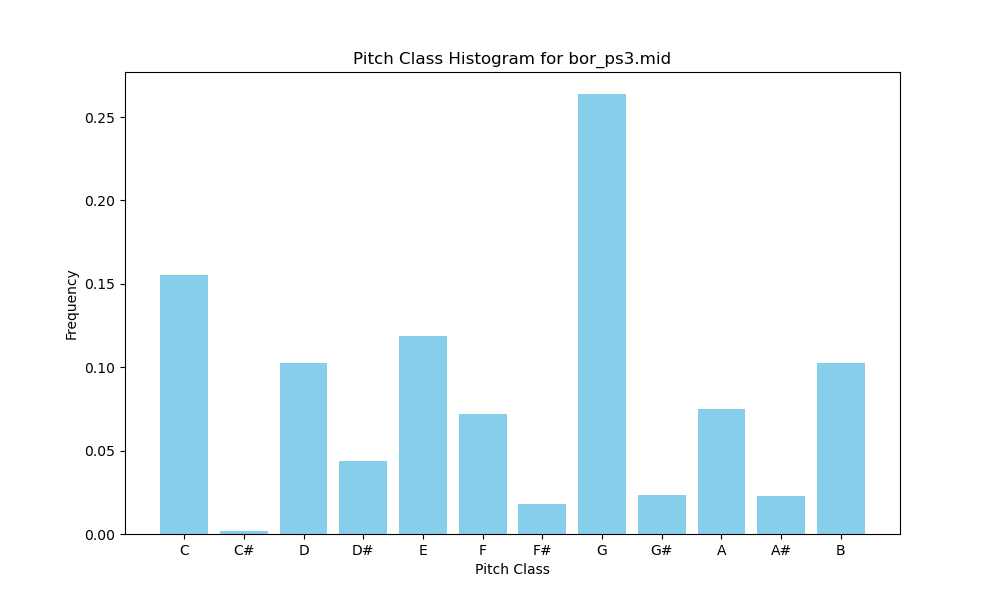 Pitch Class Histogram for bor_ps3.mid
Frequency
0.25
0.20
0.15
0.10
0.05
0.00
C C# D D# E F F# G G# A A# B
Pitch Class